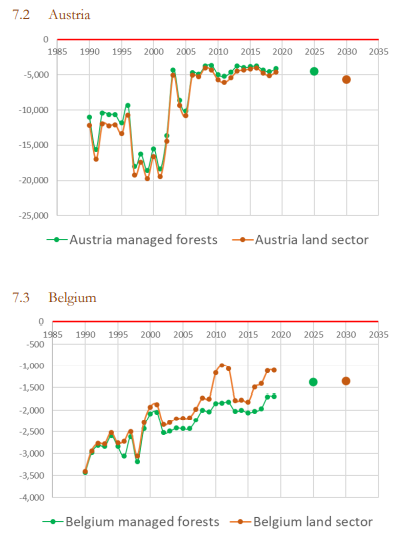 7.2 Austria
0
1985 1990 1995 2000 2005 2010 2015 2020 2025 2030 2035
-5,000
-10,000
-15,000
-20,000
-25,000
Austria managed forests Austria land sector
7.3 Belgium
0
1985 1990 1995 2000 2005 2010 2015 2020 2025 2030 2035
-500
-1,000
-1,500
-2,000
-2,500
-3,000
-3,500
-4,000
Belgium managed forests Belgium land sector